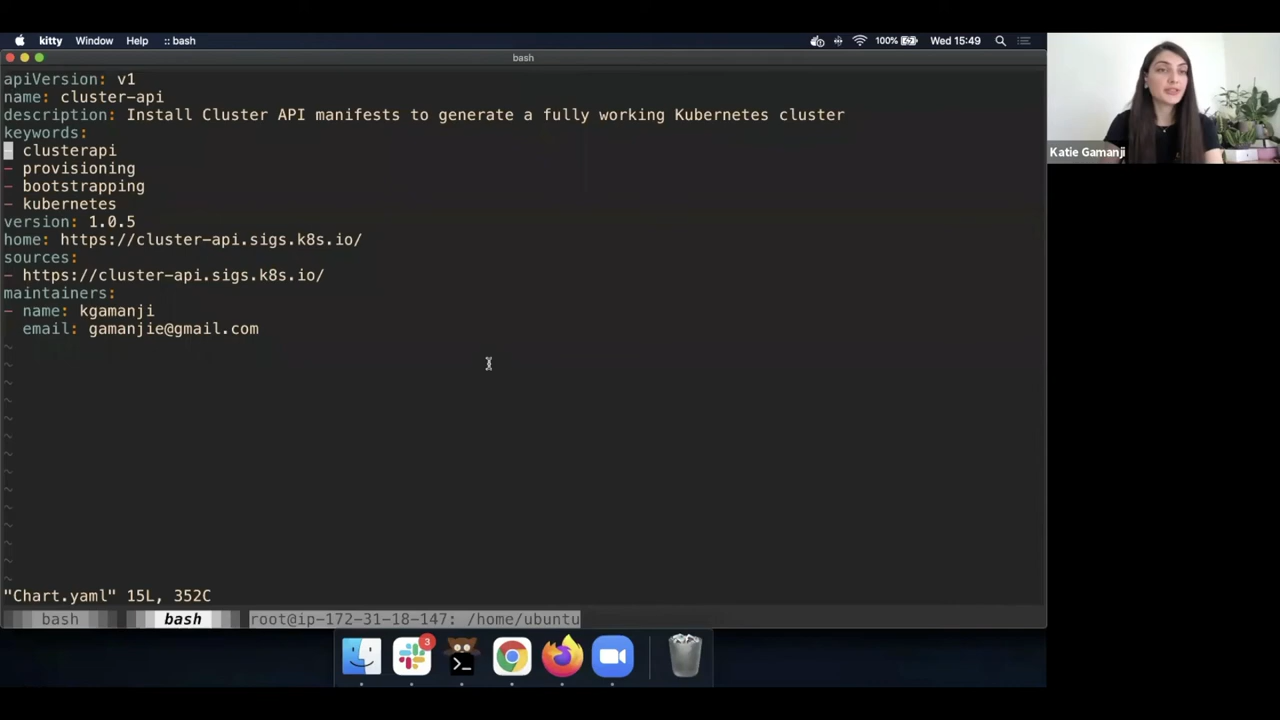 kitty Window Help :: bash 100% Wed 15:49
bash
apiVersion: v1
name: cluster-api
description: Install Cluster API manifests to generate a fully working Kubernetes cluster
keywords:
- clusterapi
- provisioning
- bootstrapping
- kubernetes
version: 1.0.5
home: https://cluster-api.sigs.k8s.io/
sources:
- https://cluster-api.sigs.k8s.io/
maintainers:
- name: kgamanji
  email: gamanjie@gmail.com
~
~
~
~
~
~
~
~
~
~
~
~
~
~
"Chart.yaml" 15L, 352C
bash bash root@ip-172-31-18-147: /home/ubuntu
3
Katie Gamanji